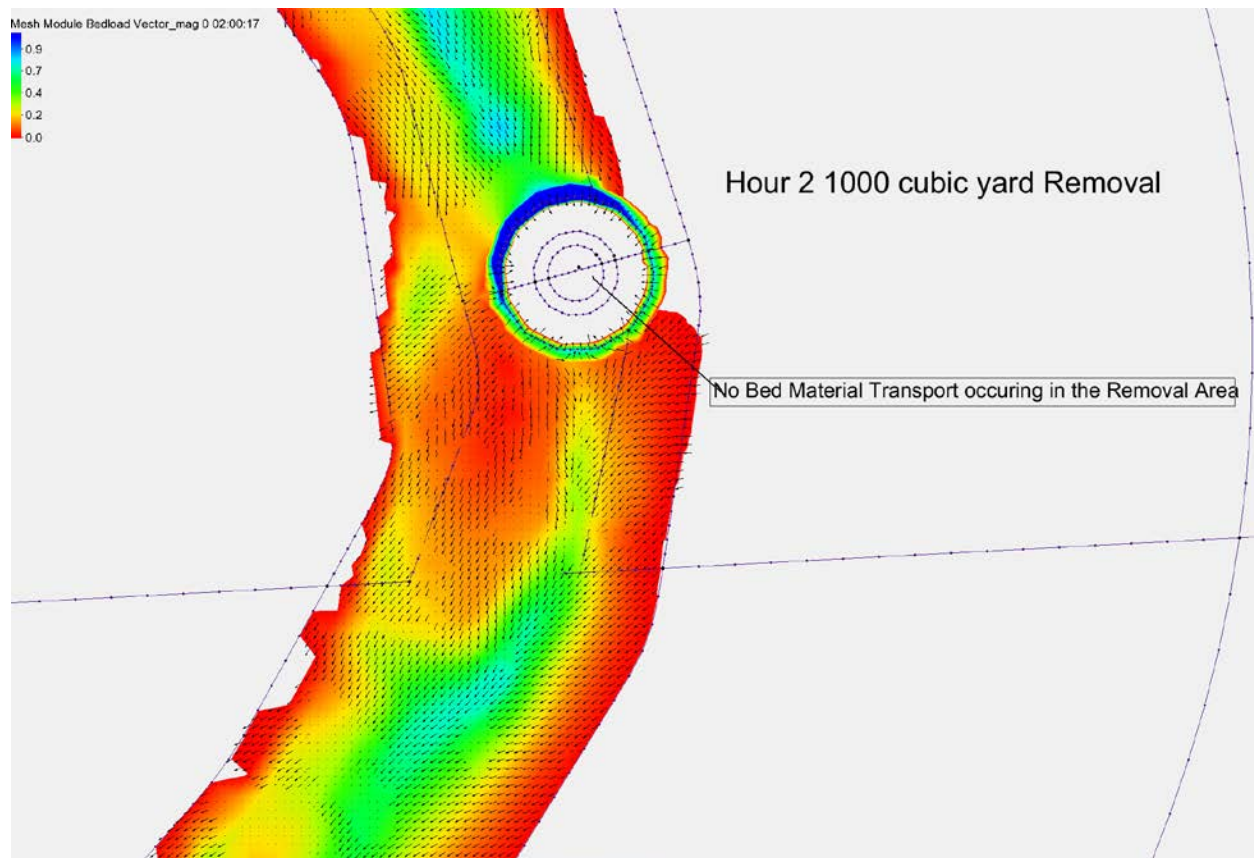 Mesh Module Bedload Vector_mag 0 02:00:17
0.9
0.7
0.4
0.2
0.0
Hour 2 1000 cubic yard Removal
No Bed Material Transport occuring in the Removal Area